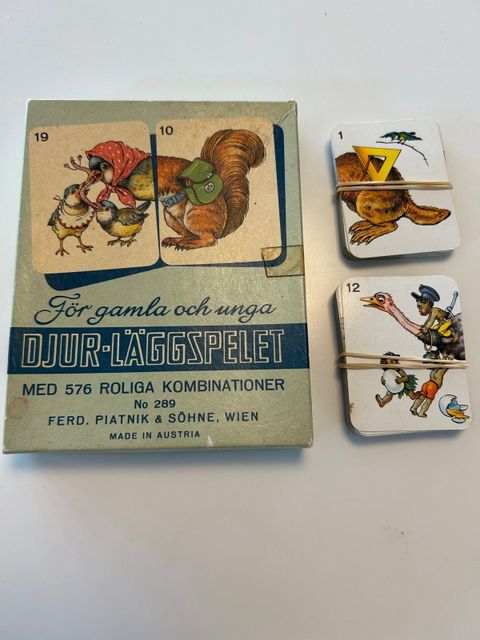 19
10
För gamla och unga
DJUR-LÄGGSPELET
MED 576 ROLIGA KOMBINATIONER
No 289
FERD. PIATNIK & SÖHNE, WIEN
MADE IN AUSTRIA
1
12